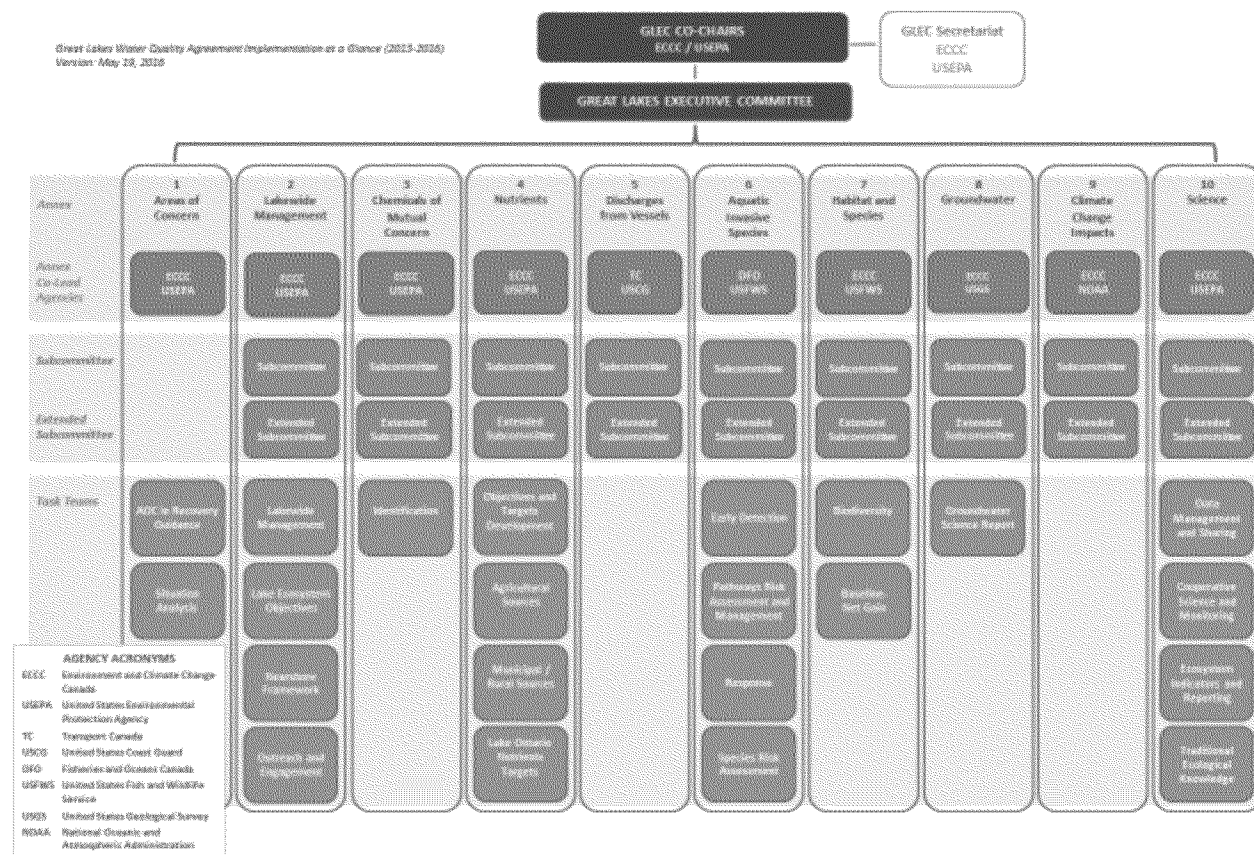 GLEC CO-CHAIRS
ECCC / USEPA
GLEC Secretariat
ECCC
USEPA
Great Lakes Water Quality Agreement Implementation at a Glance (2013-2016)
Version: May 19, 2016
GREAT LAKES EXECUTIVE COMMITTEE
Annex
1
Areas of
Concern
2
Lakewide
Management
3
Chemicals of
Mutual
Concern
4
Nutrients
5
Discharges
from Vessels
6
Aquatic
Invasive
Species
7
Habitat and
Species
8
Groundwater
9
Climate
Change
Impacts
10
Science
Annex
Co-Lead
Agencies
ECCC
USEPA
ECCC
USEPA
ECCC
USEPA
ECCC
USEPA
TC
USCG
DFO
USFWS
ECCC
USFWS
ECCC
USGS
ECCC
NOAA
ECCC
USEPA
Subcommittee
Subcommittee
Subcommittee
Subcommittee
Subcommittee
Subcommittee
Subcommittee
Subcommittee
Subcommittee
Subcommittee
Extended
Subcommittee
Extended
Subcommittee
Extended
Subcommittee
Extended
Subcommittee
Extended
Subcommittee
Extended
Subcommittee
Extended
Subcommittee
Extended
Subcommittee
Extended
Subcommittee
Extended
Subcommittee
Task Teams
AOC in Recovery
Guidance
Lakewide
Management
Identification
Objectives and
Targets
Development
Early Detection
Biodiversity
Groundwater
Science Report
Data
Management
and Sharing
Situation
Analysis
Lake Ecosystem
Objectives
Agricultural
Sources
Pathways Risk
Assessment and
Management
Baseline
Net Gain
Cooperative
Science and
Monitoring
Nearshore
Framework
Municipal /
Response
Ecosystem
Indicators and
Reporting
Outreach and
Engagement
Lake Ontario
Targets
Species Risk
Assessment
Traditional
Ecological
Knowledge
AGENCY ACRONYMS
ECCC Environment and Climate Change
Canada
USEPA United States Environmental
Protection Agency
TC Transport Canada
USCG United States Coast Guard
DFO Fisheries and Oceans Canada
USFWS United States Fish and Wildlife
Service
USGS United States Geological Survey
NOAA National Oceanic and
Atmospheric Administration